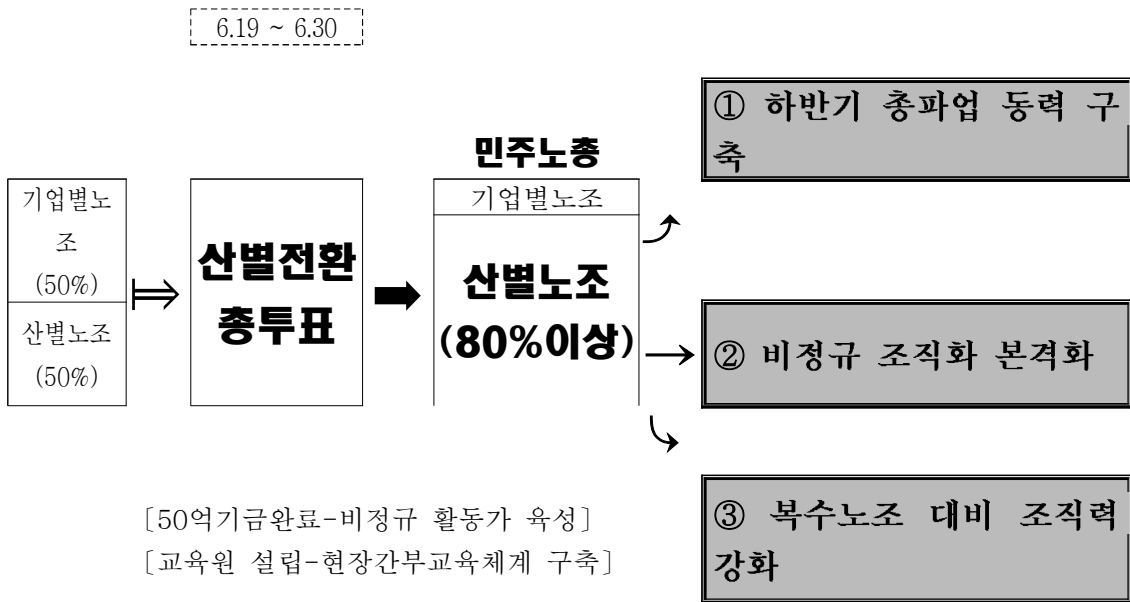 6.19 ~ 6.30
기업별노
조
(50%)
산별노조
(50%)
산별전환
총투표
민주노총
기업별노조
산별노조
(80%이상)
① 하반기 총파업 동력 구
축
② 비정규 조직화 본격화
③ 복수노조 대비 조직력
강화
[50억기금완료-비정규 활동가 육성]
[교육원 설립-현장간부교육체계 구축]